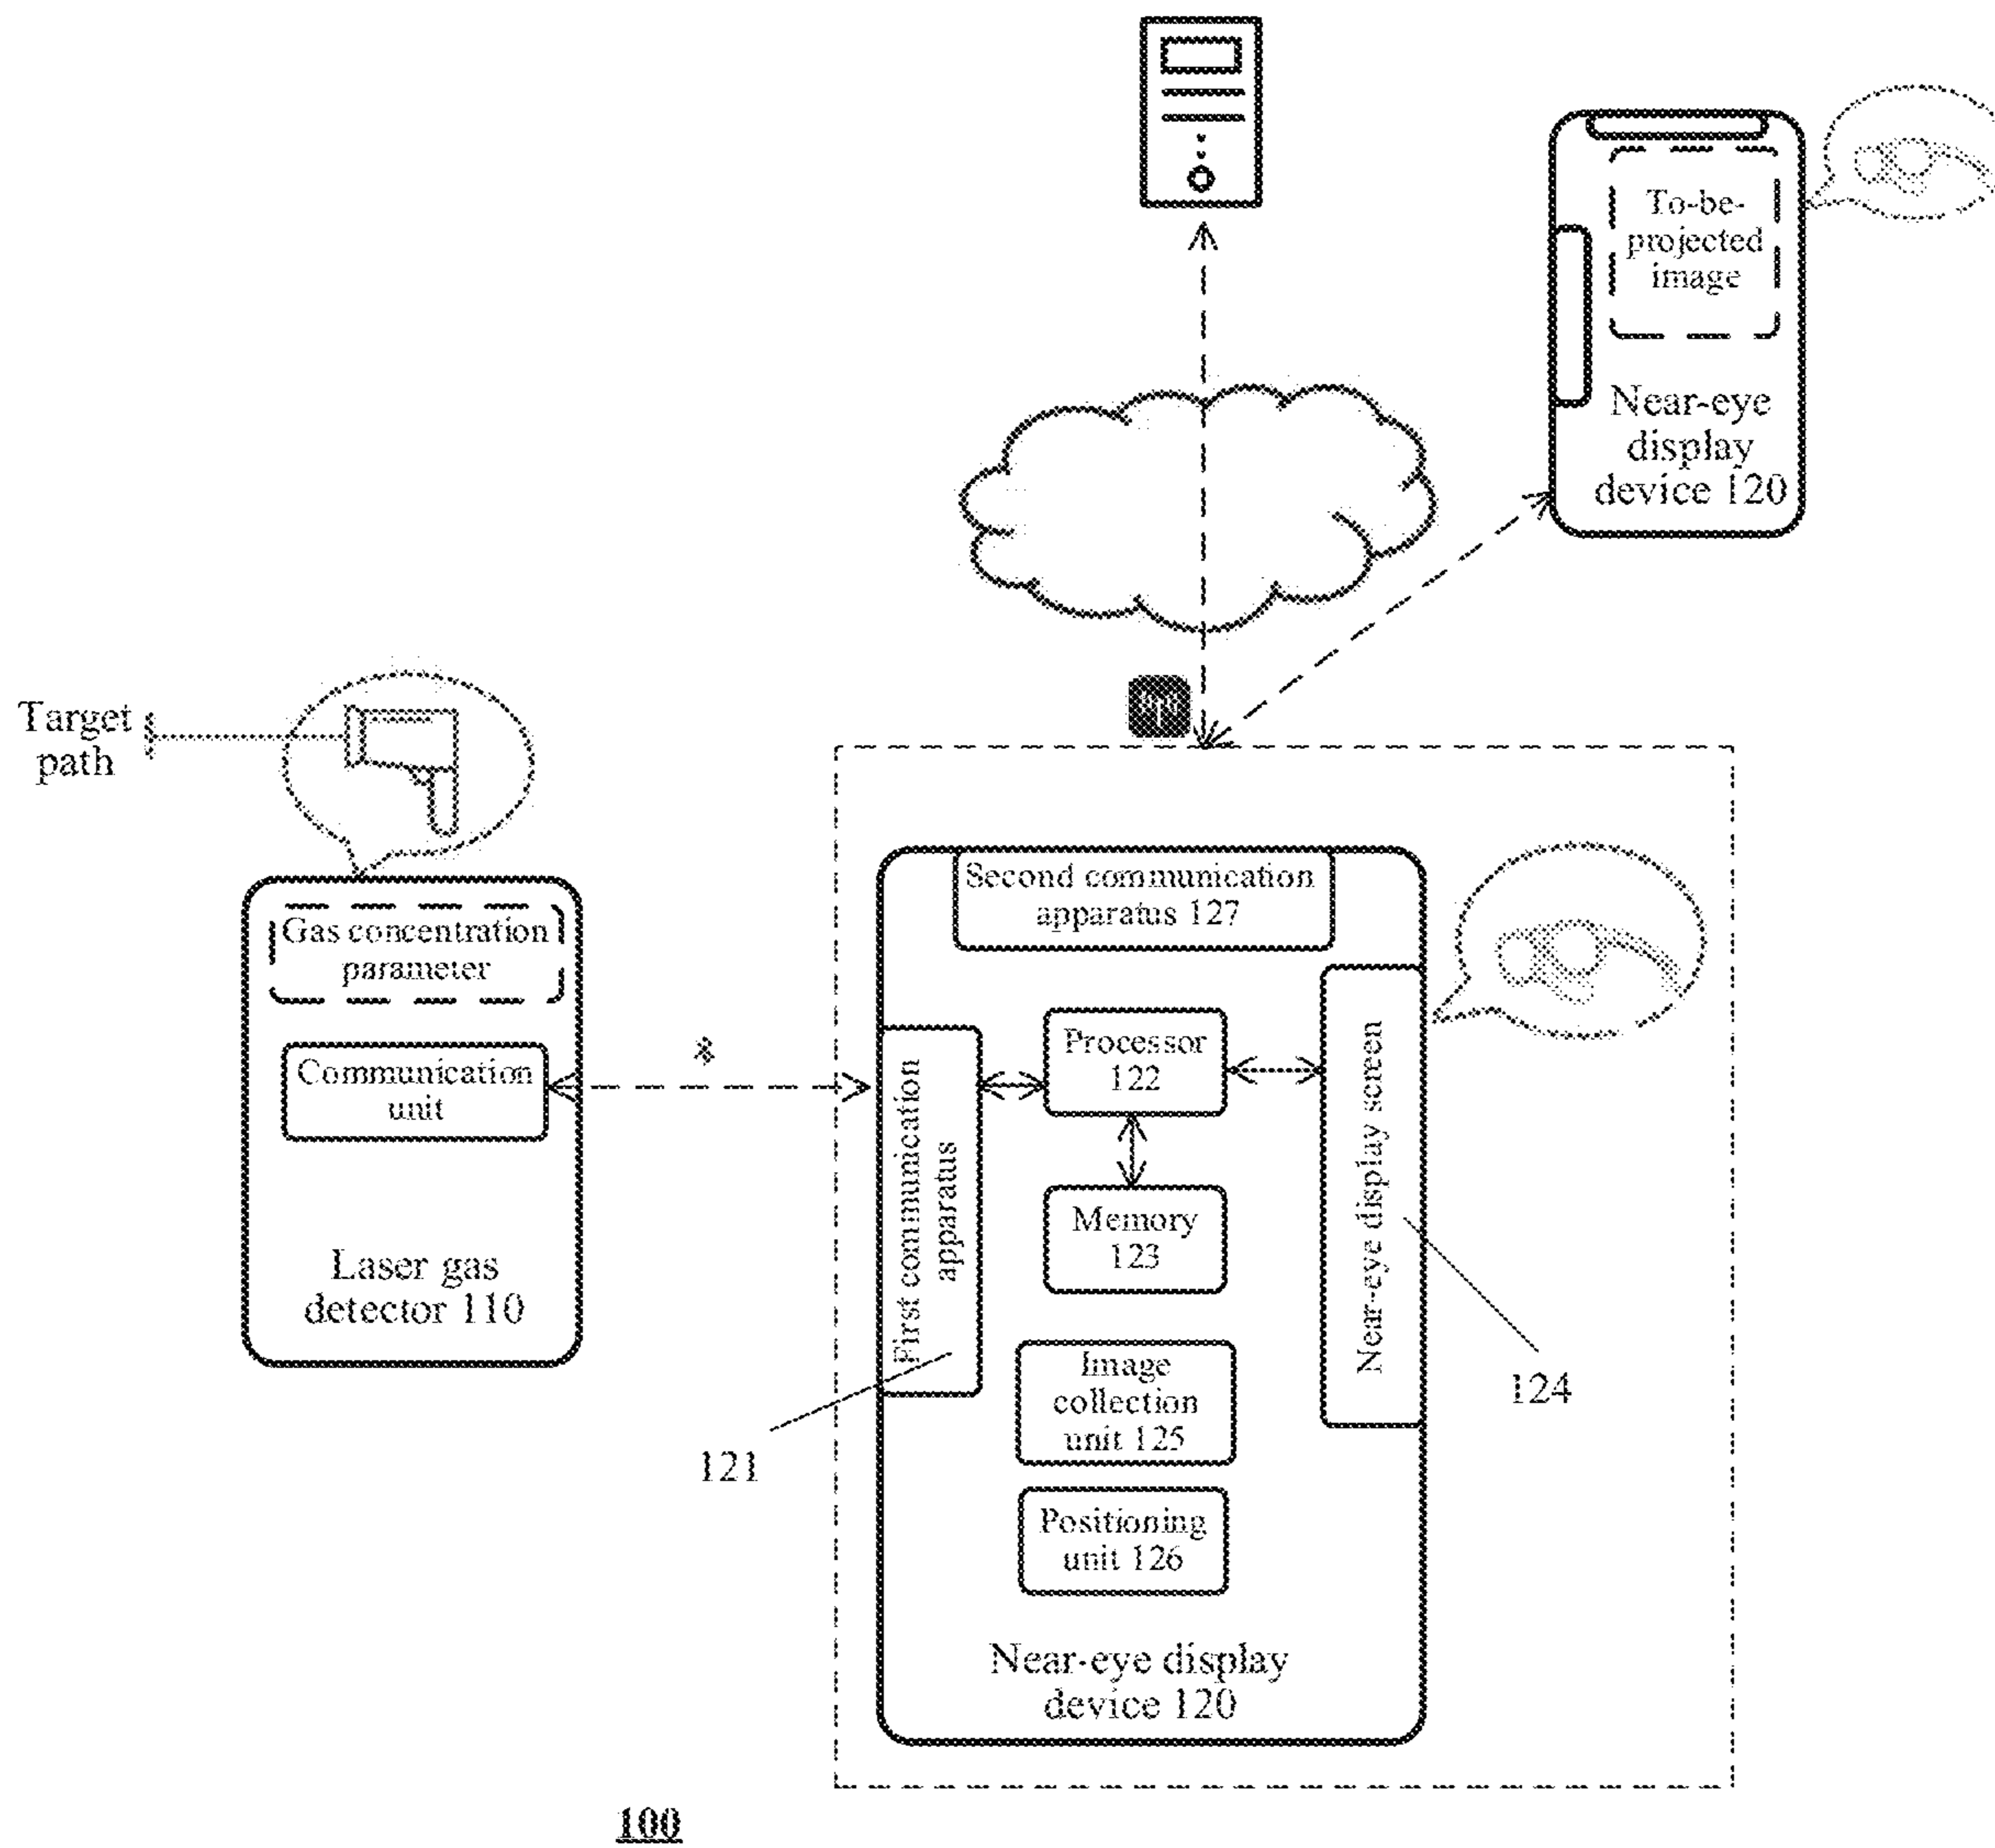 To-be-
projected
image
Near-eye
display
device 120
Target
path
Gas concentration
parameter
Communication
unit
Laser gas
detector 110
Second communication
apparatus 127
First communication
apparatus
Processor
122
Memory
123
Near-eye display screen
Image
collection
unit 125
Positioning
unit 126
121
124
Near-eye display
device 120
100